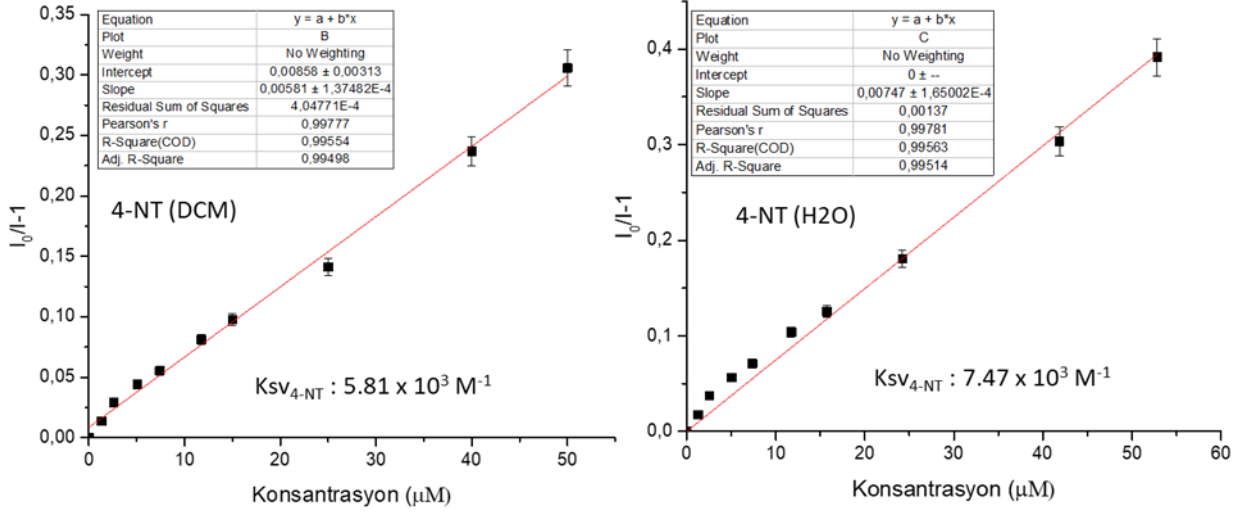 Equation y = a + b*x
Plot B
Weight No Weighting
Intercept 0,00858 ± 0,00313
Slope 0,00581 ± 1,37482E-4
Residual Sum of Squares 4,04771E-4
Pearson's r 0,99777
R-Square(COD) 0,99554
Adj. R-Square 0,99498
4-NT (DCM)
Ksv4-NT : 5.81 x 10³ M⁻¹
I₀/I-1
0,35
0,30
0,25
0,20
0,15
0,10
0,05
0,00
0 10 20 30 40 50
Konsantrasyon (μM)
Equation y = a + b*x
Plot C
Weight No Weighting
Intercept 0 ± --
Slope 0,00747 ± 1,65002E-4
Residual Sum of Squares 0,00137
Pearson's r 0,99781
R-Square(COD) 0,99563
Adj. R-Square 0,99514
4-NT (H2O)
Ksv4-NT : 7.47 x 10³ M⁻¹
I₀/I-1
0,4
0,3
0,2
0,1
0,0
0 10 20 30 40 50 60
Konsantrasyon (μM)